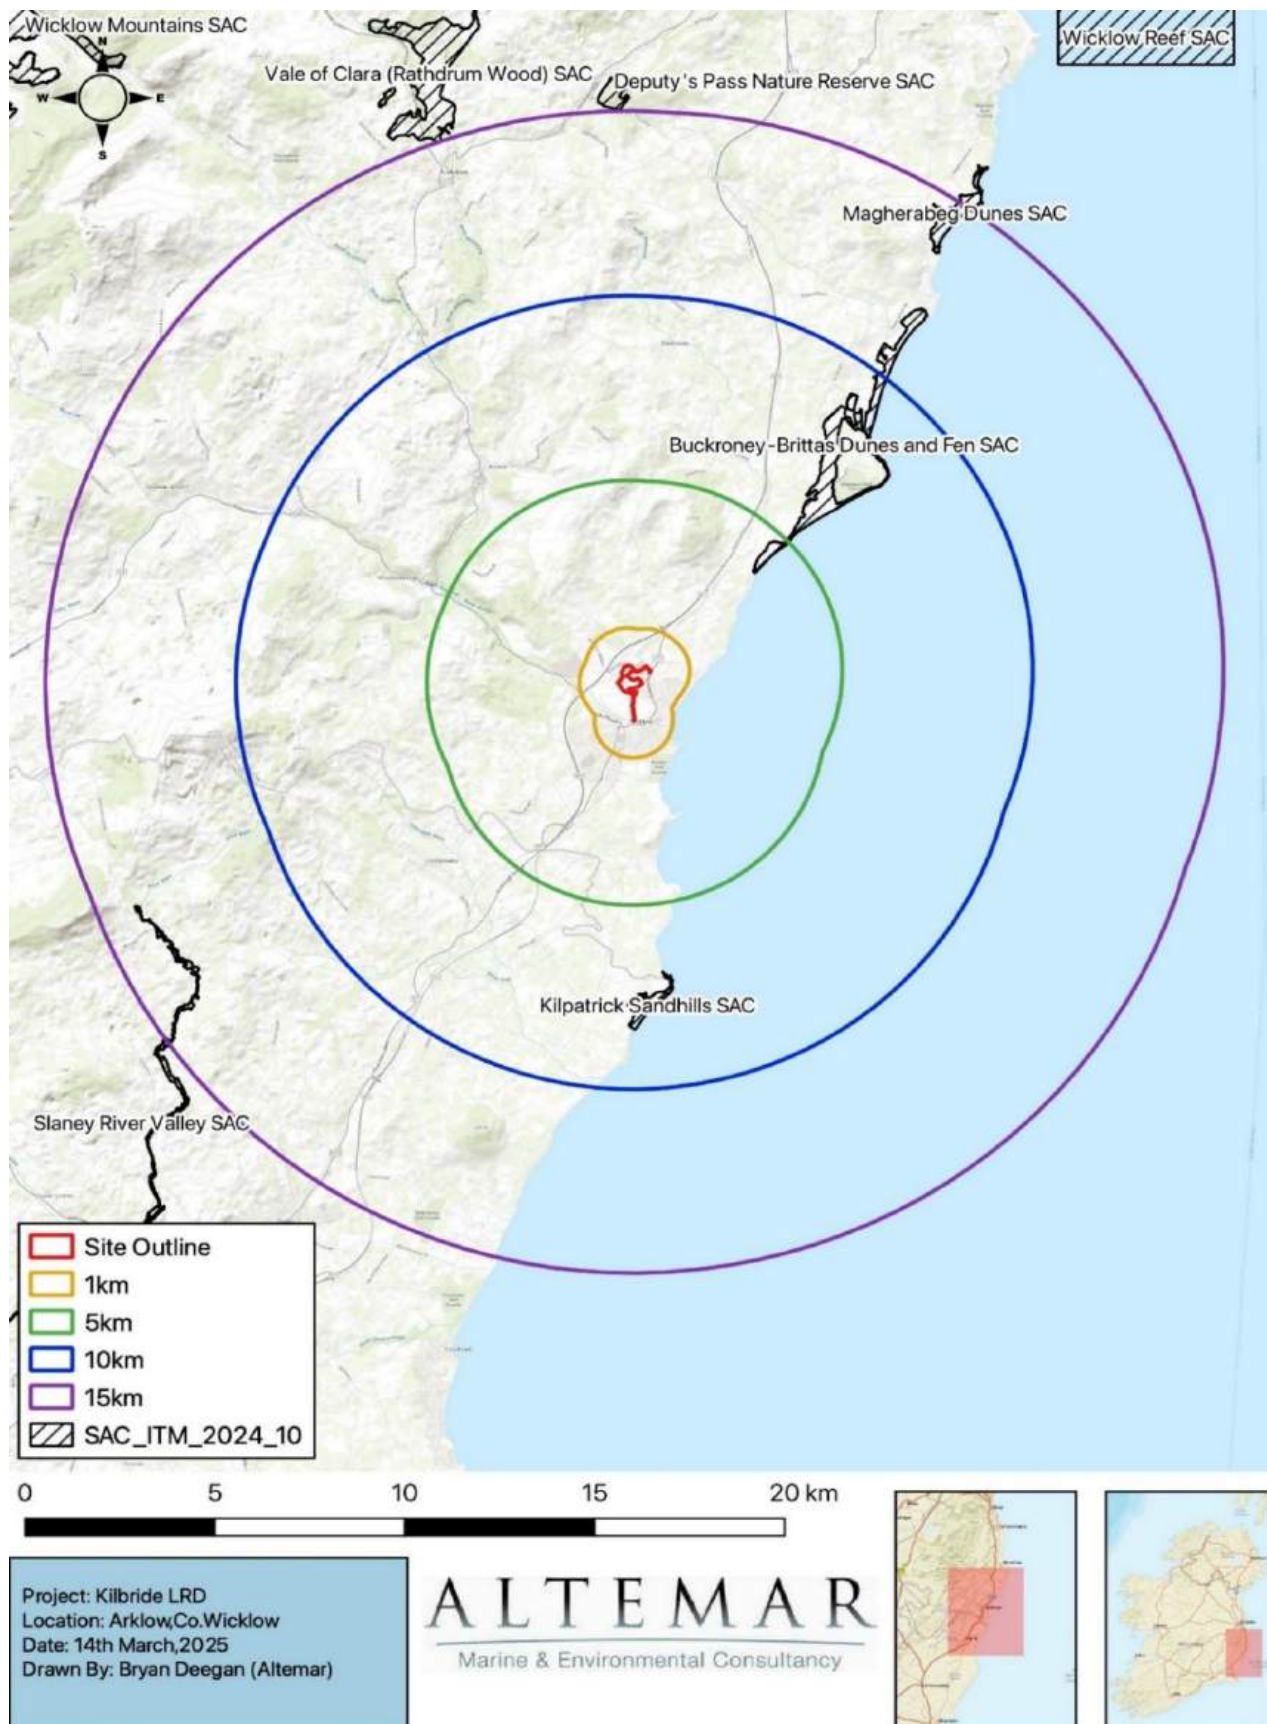 Wicklow Mountains SAC
Wicklow Reef SAC
N
W E
S
Vale of Clara (Rathdrum Wood) SAC
Deputy's Pass Nature Reserve SAC
Magherabeg Dunes SAC
Buckroney-Brittas Dunes and Fen SAC
Kilpatrick Sandhills SAC
Slaney River Valley SAC
Site Outline
1km
5km
10km
15km
SAC_ITM_2024_10
0 5 10 15 20 km
Project: Kilbride LRD
Location: Arklow,Co.Wicklow
Date: 14th March,2025
Drawn By: Bryan Deegan (Altemar)
ALTEMAR
Marine & Environmental Consultancy